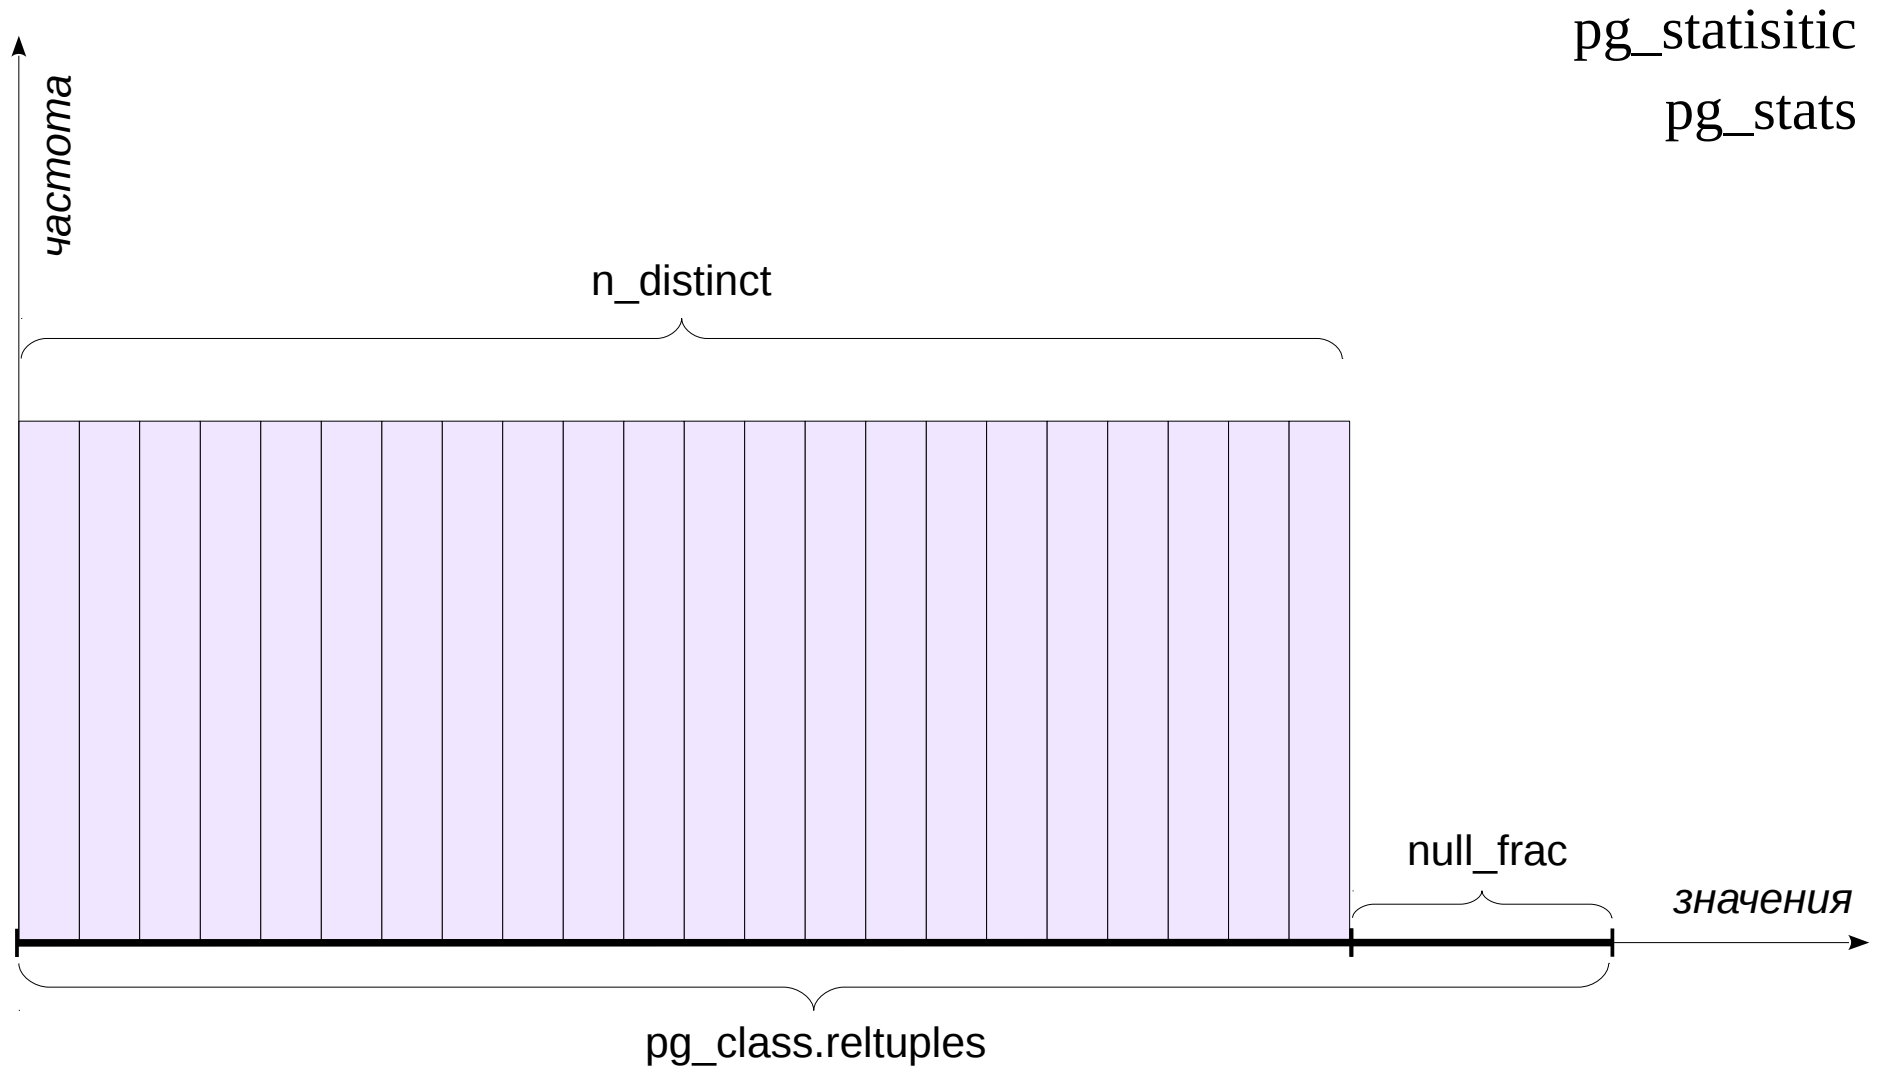 pg_statisitic
pg_stats
частота
n_distinct
null_frac
значения
pg_class.reltuples